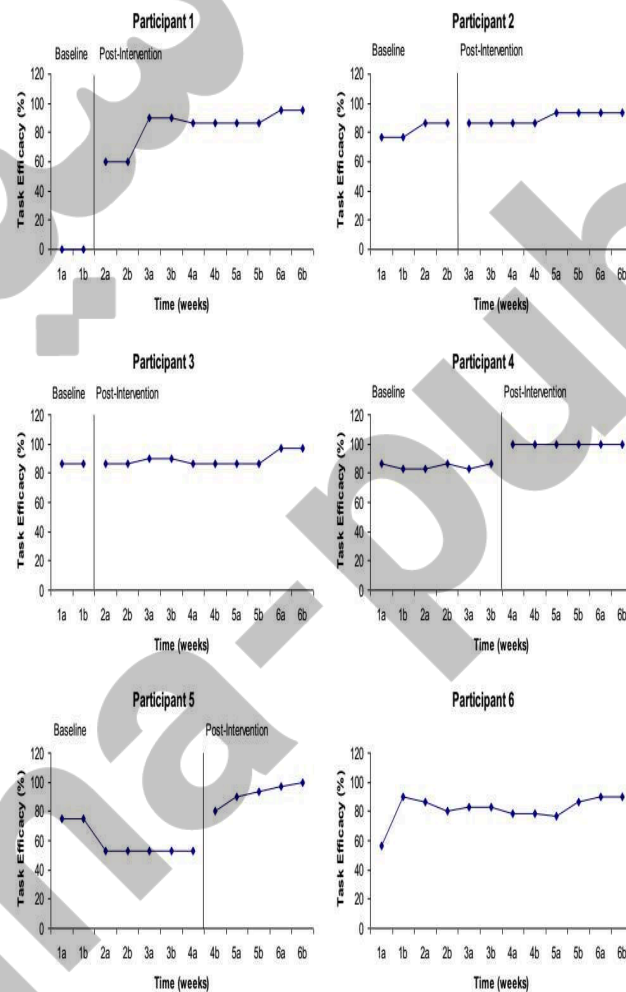 Participant 1
Baseline Post-Intervention
Task Efficacy (%)
120
100
80
60
40
20
0
1a 1b 2a 2b 3a 3b 4a 4b 5a 5b 6a 6b
Time (weeks)
Participant 2
Baseline Post-Intervention
Task Efficacy (%)
120
100
80
60
40
20
0
1a 1b 2a 2b 3a 3b 4a 4b 5a 5b 6a 6b
Time (weeks)
Participant 3
Baseline Post-Intervention
Task Efficacy (%)
120
100
80
60
40
20
0
1a 1b 2a 2b 3a 3b 4a 4b 5a 5b 6a 6b
Time (weeks)
Participant 4
Baseline Post-Intervention
Task Efficacy (%)
120
100
80
60
40
20
0
1a 1b 2a 2b 3a 3b 4a 4b 5a 5b 6a 6b
Time (weeks)
Participant 5
Baseline Post-Intervention
Task Efficacy (%)
120
100
80
60
40
20
0
1a 1b 2a 2b 3a 3b 4a 4b 5a 5b 6a 6b
Time (weeks)
Participant 6
Task Efficacy (%)
120
100
80
60
40
20
0
1a 1b 2a 2b 3a 3b 4a 4b 5a 5b 6a 6b
Time (weeks)